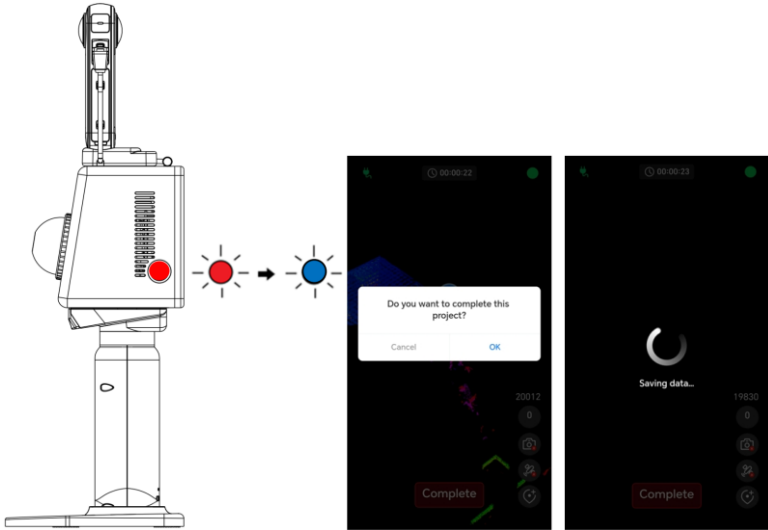 00:00:22
Do you want to complete this
project?
Cancel
OK
20012
0
Complete
00:00:23
Saving data...
19830
0
Complete